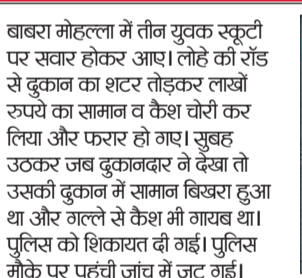 बाबरा मोहल्ला में तीन युवक स्कूटी
पर सवार होकर आए। लोहे की रॉड
से दुकान का शटर तोड़कर लाखों
रुपये का सामान व कैश चोरी कर
लिया और फरार हो गए। सुबह
उठकर जब दुकानदार ने देखा तो
उसकी दुकान में सामान बिखरा हुआ
था और गल्ले से कैश भी गायब था।
पुलिस को शिकायत दी गई। पुलिस
मौके पर पहुंची जांच में जुट गई।